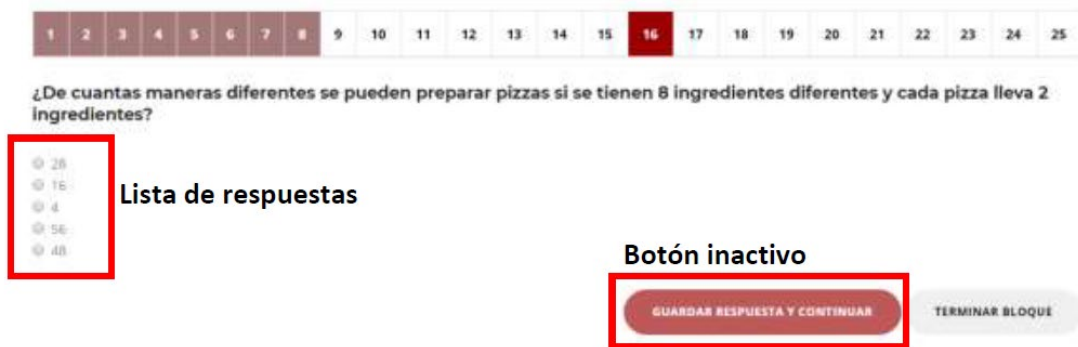 1 2 3 4 5 6 7 8 9 10 11 12 13 14 15 16 17 18 19 20 21 22 23 24 25
¿De cuantas maneras diferentes se pueden preparar pizzas si se tienen 8 ingredientes diferentes y cada pizza lleva 2
ingredientes?
28
16
4
56
48
Lista de respuestas
Botón inactivo
GUARDAR RESPUESTA Y CONTINUAR
TERMINAR BLOQUE